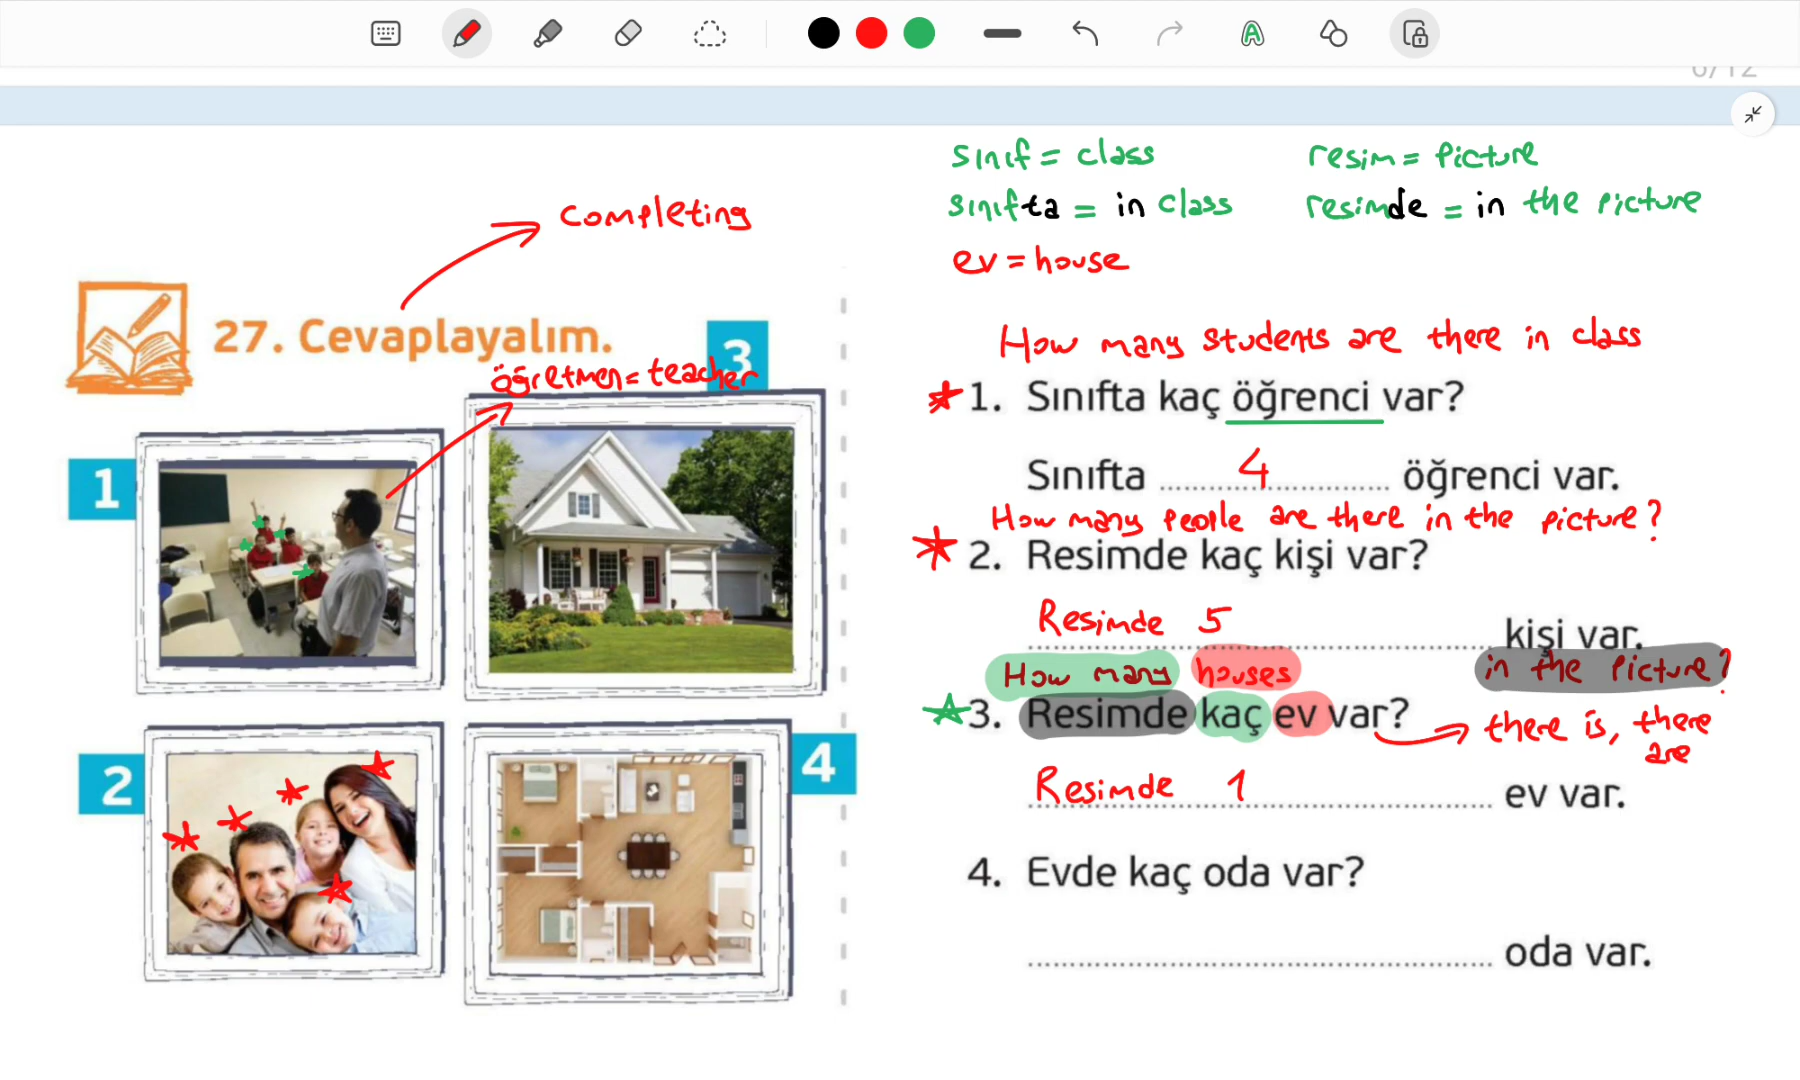 sınıf = class
resim = picture
sınıfta = in class
resimde = in the picture
completing
ev = house
27. Cevaplayalım.
öğretmen = teacher
3
How many students are there in class
1. Sınıfta kaç öğrenci var?
1
Sınıfta .......... 4 .......... öğrenci var.
How many people are there in the picture?
2. Resimde kaç kişi var?
Resimde 5 .......... kişi var.
How many houses in the picture?
3. Resimde kaç ev var?
there is, there are
2
4
Resimde 1 .......... ev var.
4. Evde kaç oda var?
.......... oda var.